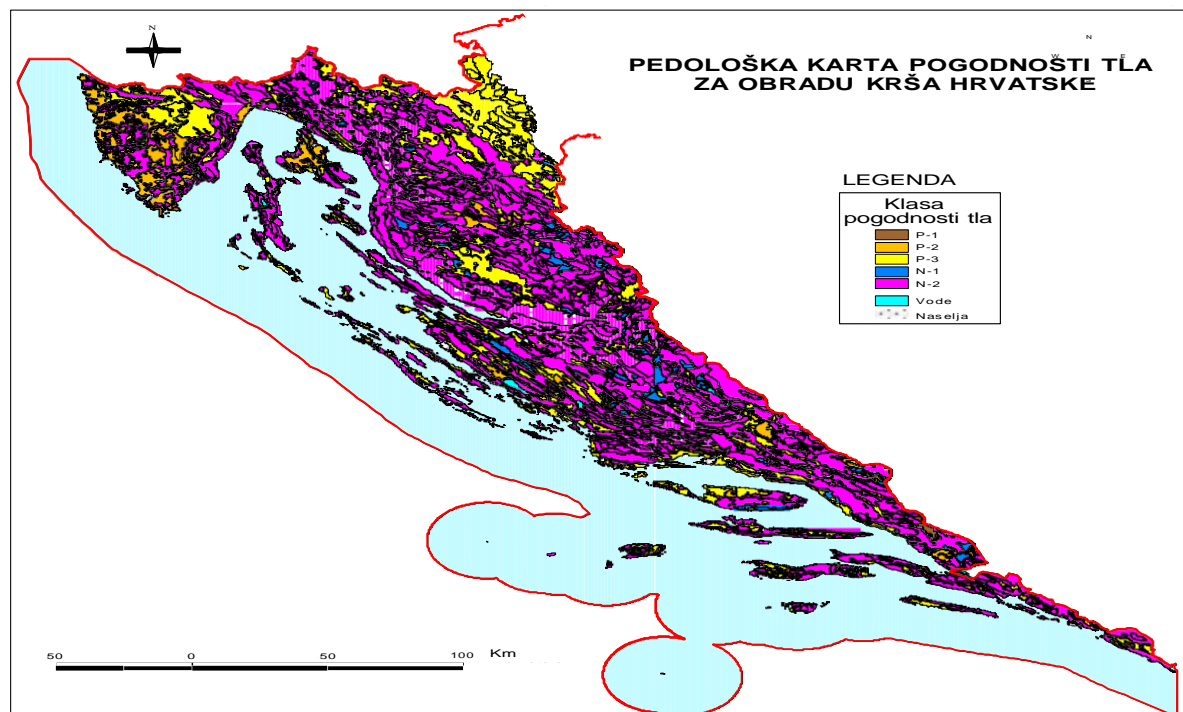 N
N
W E
E
PEDOLOŠKA KARTA POGODNOSTI TLA
ZA OBRADU KRŠA HRVATSKE
LEGENDA
Klasa
pogodnosti tla
P-1
P-2
P-3
N-1
N-2
Vode
Naselja
50 0 50 100 Km